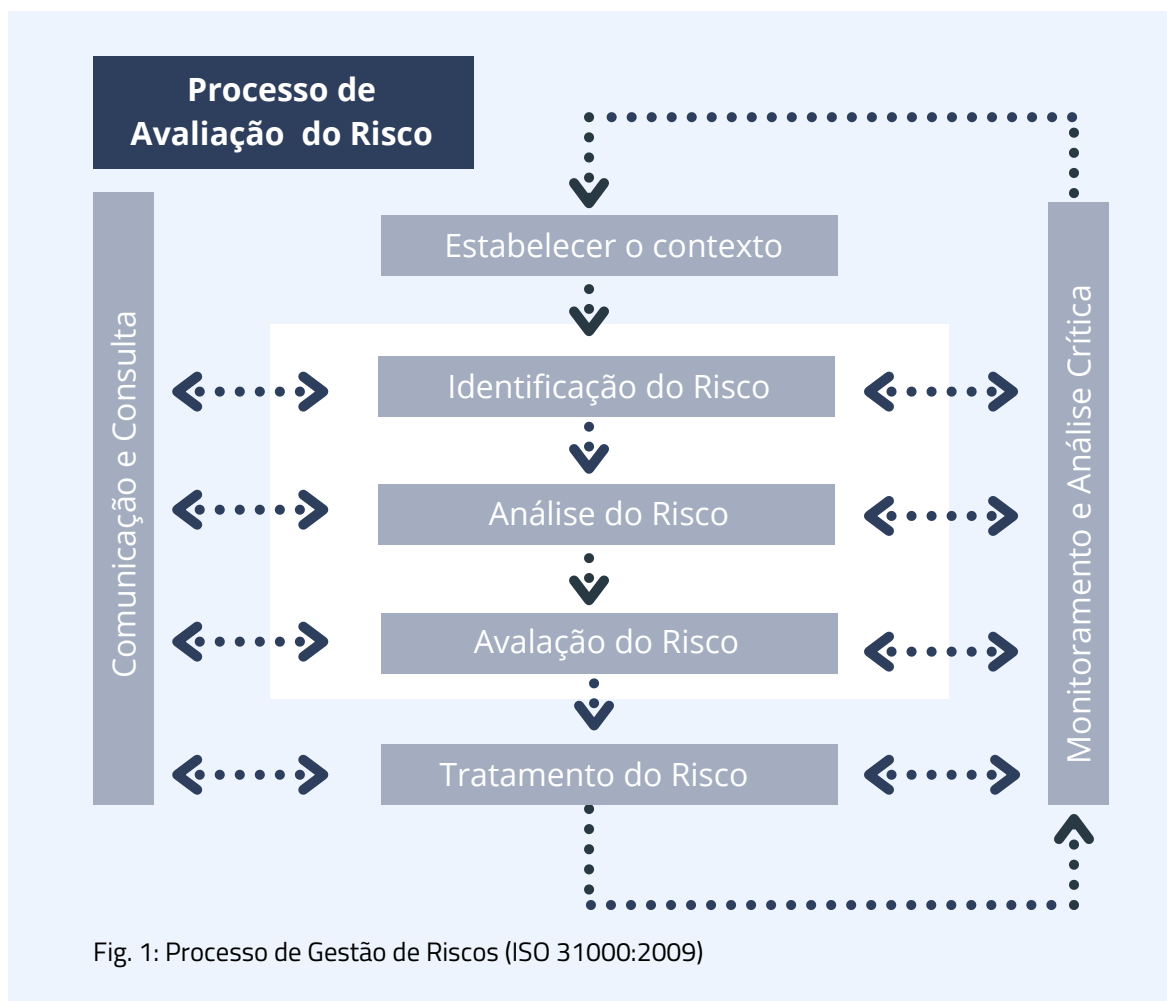 Processo de
Avaliação do Risco
Estabelecer o contexto
Comunicação e Consulta
Identificação do Risco
Análise do Risco
Avalação do Risco
Tratamento do Risco
Monitoramento e Análise Crítica
Fig. 1: Processo de Gestão de Riscos (ISO 31000:2009)